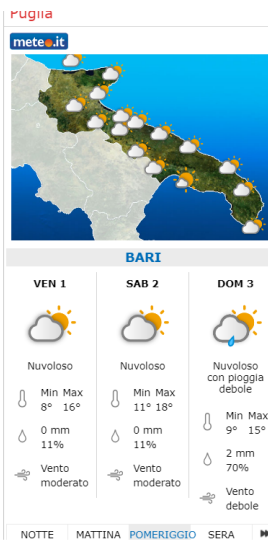 Puglia
meteo.it
BARI
VEN 1
SAB 2
DOM 3
Nuvoloso
Nuvoloso
Nuvoloso
con pioggia
debole
Min Max
8° 16°
Min Max
11° 18°
Min Max
9° 15°
0 mm
11%
0 mm
11%
2 mm
70%
Vento
moderato
Vento
moderato
Vento
debole
NOTTE MATTINA POMERIGGIO SERA